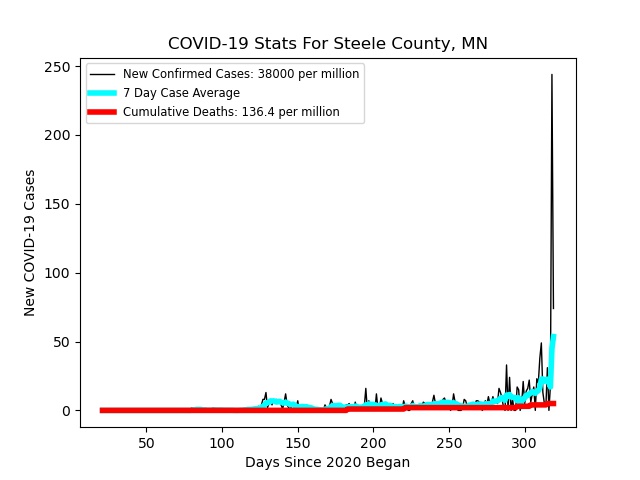 COVID-19 Stats For Steele County, MN
New Confirmed Cases: 38000 per million
7 Day Case Average
Cumulative Deaths: 136.4 per million
New COVID-19 Cases
250
200
150
100
50
0
50 100 150 200 250 300
Days Since 2020 Began